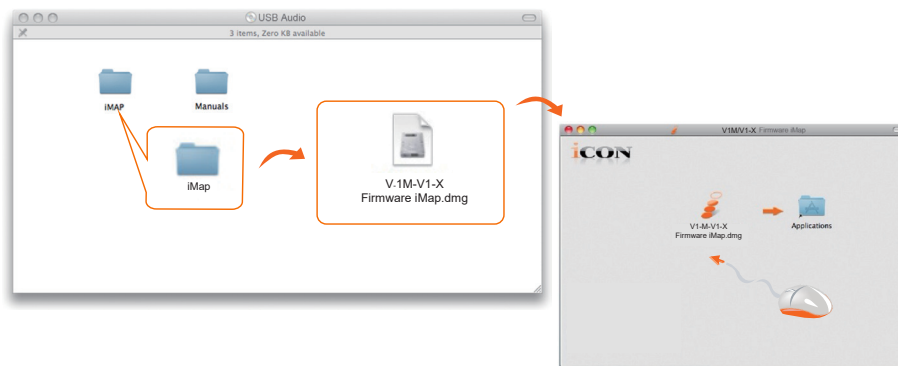 USB Audio
3 items, Zero KB available
iMAP
Manuals
iMap
V.1M-V1-X
Firmware iMap.dmg
V1M/V1-X Firmware iMap
iCON
V1-M-V1-X
Firmware iMap.dmg
Applications